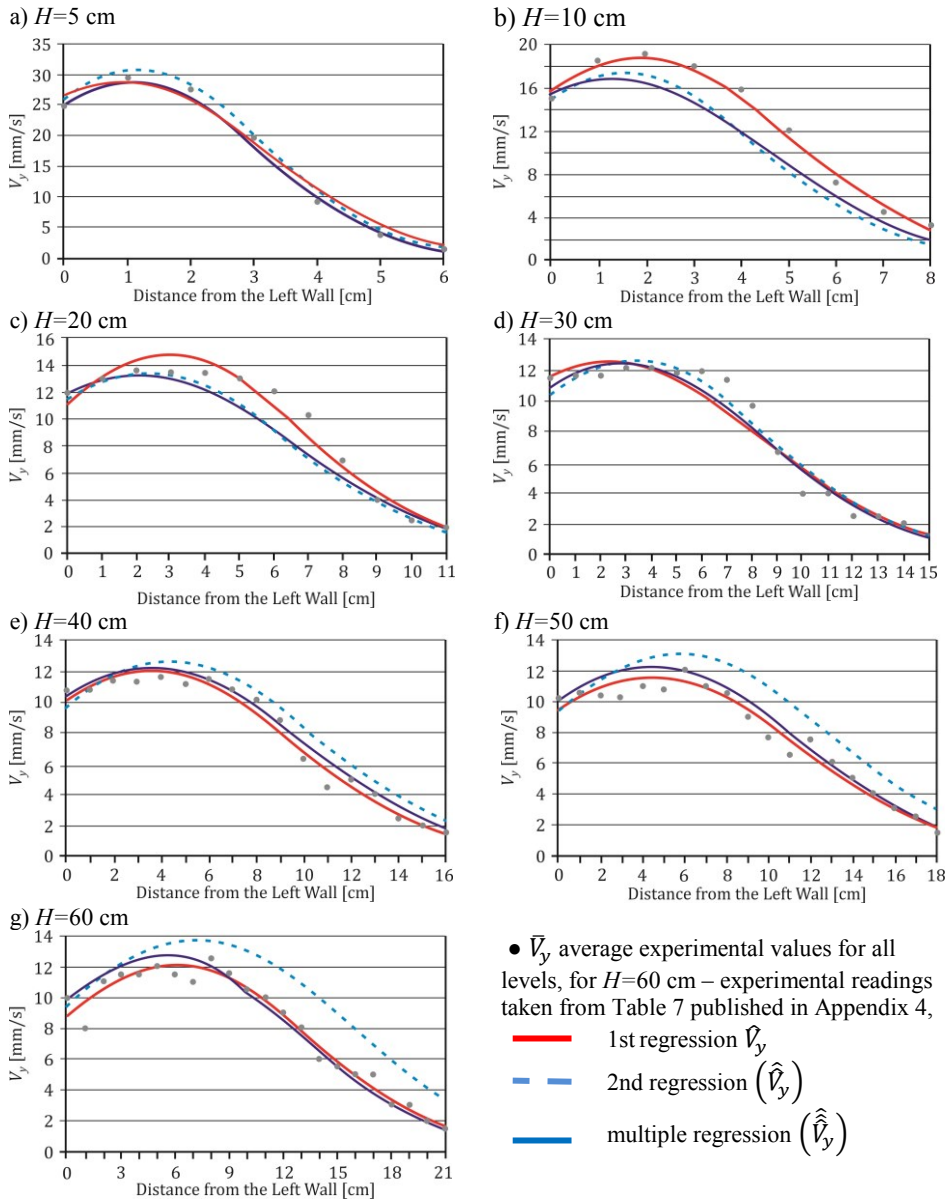 a) H=5 cm
35
30
25
20
15
10
5
0
V_y [mm/s]
0 1 2 3 4 5 6
Distance from the Left Wall [cm]
b) H=10 cm
20
16
12
8
4
0
V_y [mm/s]
0 1 2 3 4 5 6 7 8
Distance from the Left Wall [cm]
c) H=20 cm
16
14
12
10
8
6
4
2
0
V_y [mm/s]
0 1 2 3 4 5 6 7 8 9 10 11
Distance from the Left Wall [cm]
d) H=30 cm
14
12
10
8
6
4
2
0
V_y [mm/s]
0 1 2 3 4 5 6 7 8 9 10 11 12 13 14 15
Distance from the Left Wall [cm]
e) H=40 cm
14
12
10
8
6
4
2
0
V_y [mm/s]
0 2 4 6 8 10 12 14 16
Distance from the Left Wall [cm]
f) H=50 cm
14
12
10
8
6
4
2
0
V_y [mm/s]
0 2 4 6 8 10 12 14 16 18
Distance from the Left Wall [cm]
g) H=60 cm
14
12
10
8
6
4
2
0
V_y [mm/s]
0 3 6 9 12 15 18 21
Distance from the Left Wall [cm]
● V̄_y average experimental values for all
levels, for H=60 cm – experimental readings
taken from Table 7 published in Appendix 4,
1st regression V̂_y
2nd regression (V̂̂_y)
multiple regression (V̂̂̂_y)